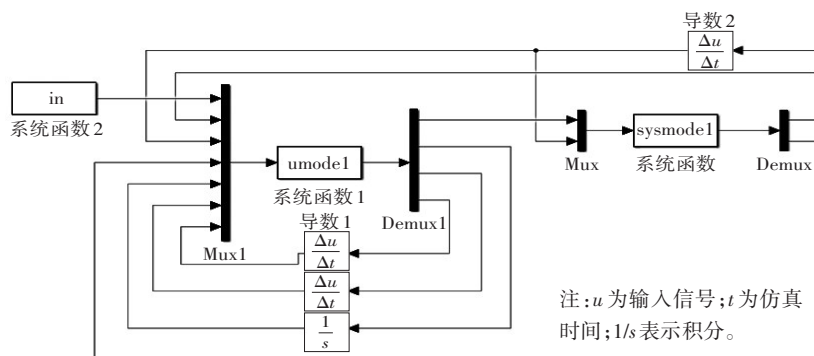 导数2
Δu
Δt
in
系统函数2
umode1
系统函数1
sysmode1
系统函数
Mux
Demux
导数1
Δu
Δt
Mux1
Demux1
Δu
Δt
1
s
注:u为输入信号;t为仿真
时间;1/s表示积分。